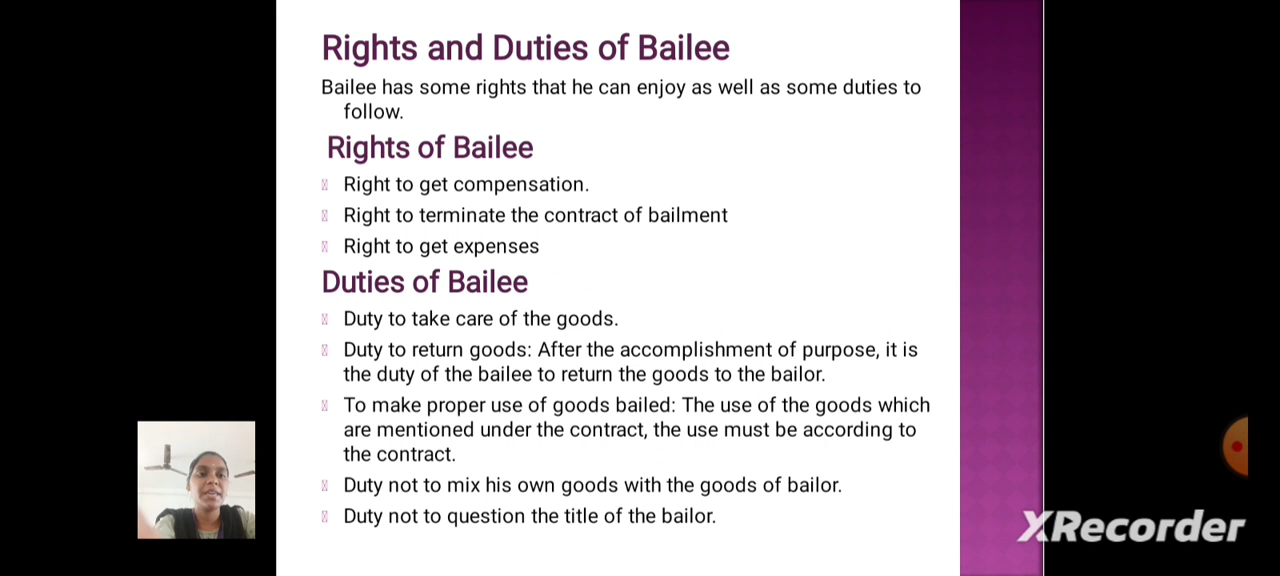 Rights and Duties of Bailee
Bailee has some rights that he can enjoy as well as some duties to
follow.
Rights of Bailee
Right to get compensation.
Right to terminate the contract of bailment
Right to get expenses
Duties of Bailee
Duty to take care of the goods.
Duty to return goods: After the accomplishment of purpose, it is
the duty of the bailee to return the goods to the bailor.
To make proper use of goods bailed: The use of the goods which
are mentioned under the contract, the use must be according to
the contract.
Duty not to mix his own goods with the goods of bailor.
Duty not to question the title of the bailor.
XRecorder